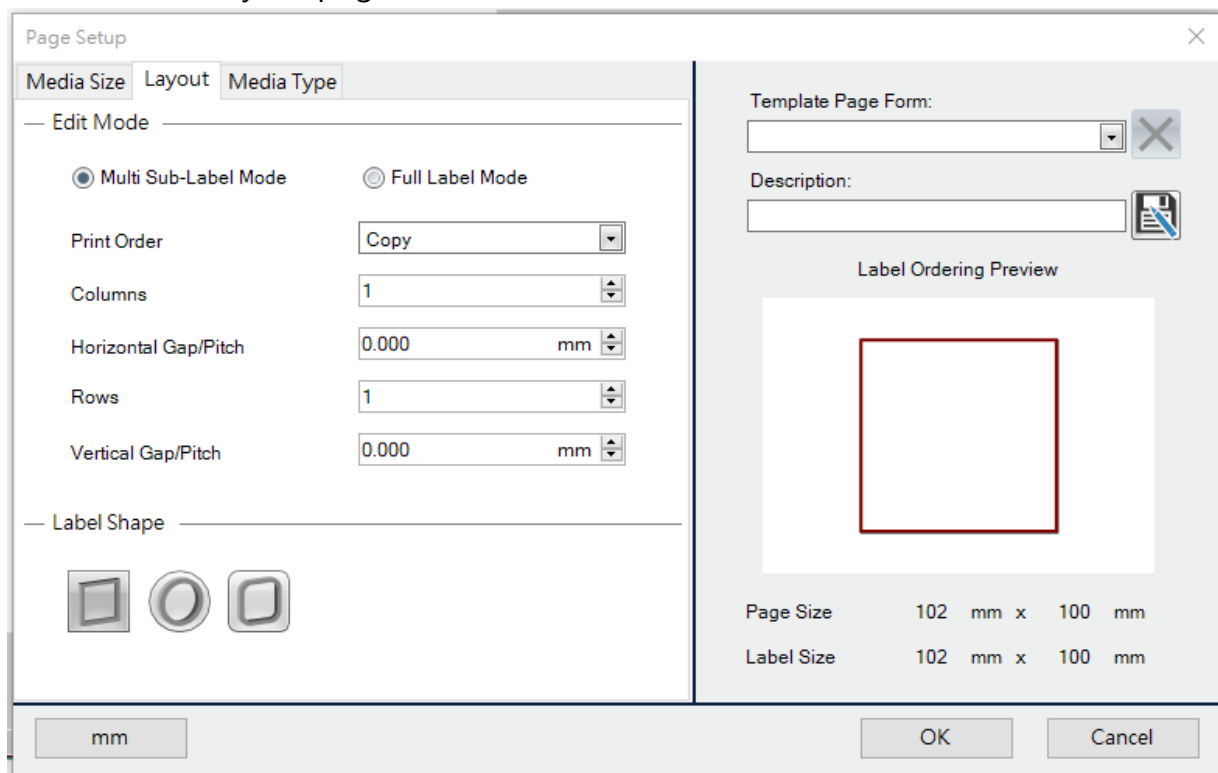 Page Setup
Media Size Layout Media Type
Edit Mode
Multi Sub-Label Mode Full Label Mode
Print Order Copy
Columns 1
Horizontal Gap/Pitch 0.000 mm
Rows 1
Vertical Gap/Pitch 0.000 mm
Label Shape
Template Page Form:
Description:
Label Ordering Preview
Page Size 102 mm x 100 mm
Label Size 102 mm x 100 mm
mm OK Cancel